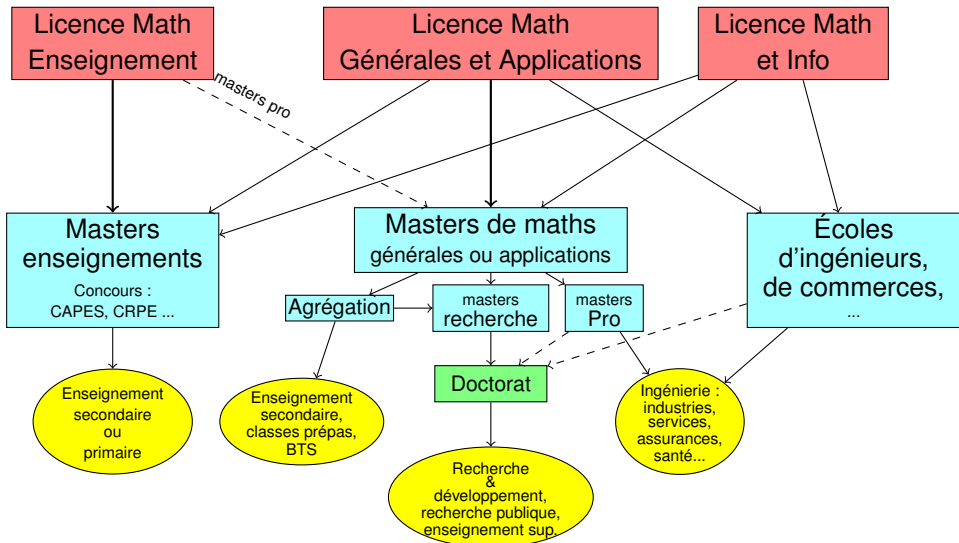 Licence Math
Enseignement
Licence Math
Générales et Applications
Licence Math
et Info
masters pro
Masters
enseignements
Concours :
CAPES, CRPE ...
Masters de maths
générales ou applications
École​s
d'ingénieurs,
de commerces,
...
Agrégation
masters
recherche
masters
Pro
Doctorat
Enseignement
secondaire
ou
primaire
Enseignement
secondaire,
classes prépas,
BTS
Ingénierie :
industries,
services,
assurances,
santé...
Recherche
&
développement,
recherche publique,
enseignement sup.